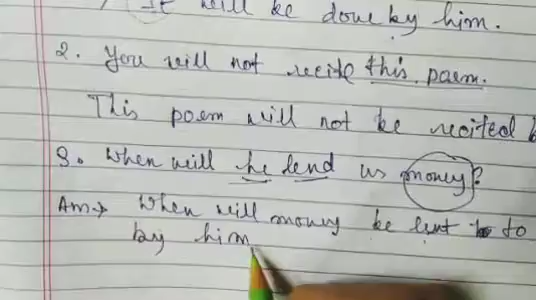 It will be done by him.
2. You will not recite this poem.
This poem will not be recited
3. When will he lend us money?
Ans→ When will money be lent to
by him